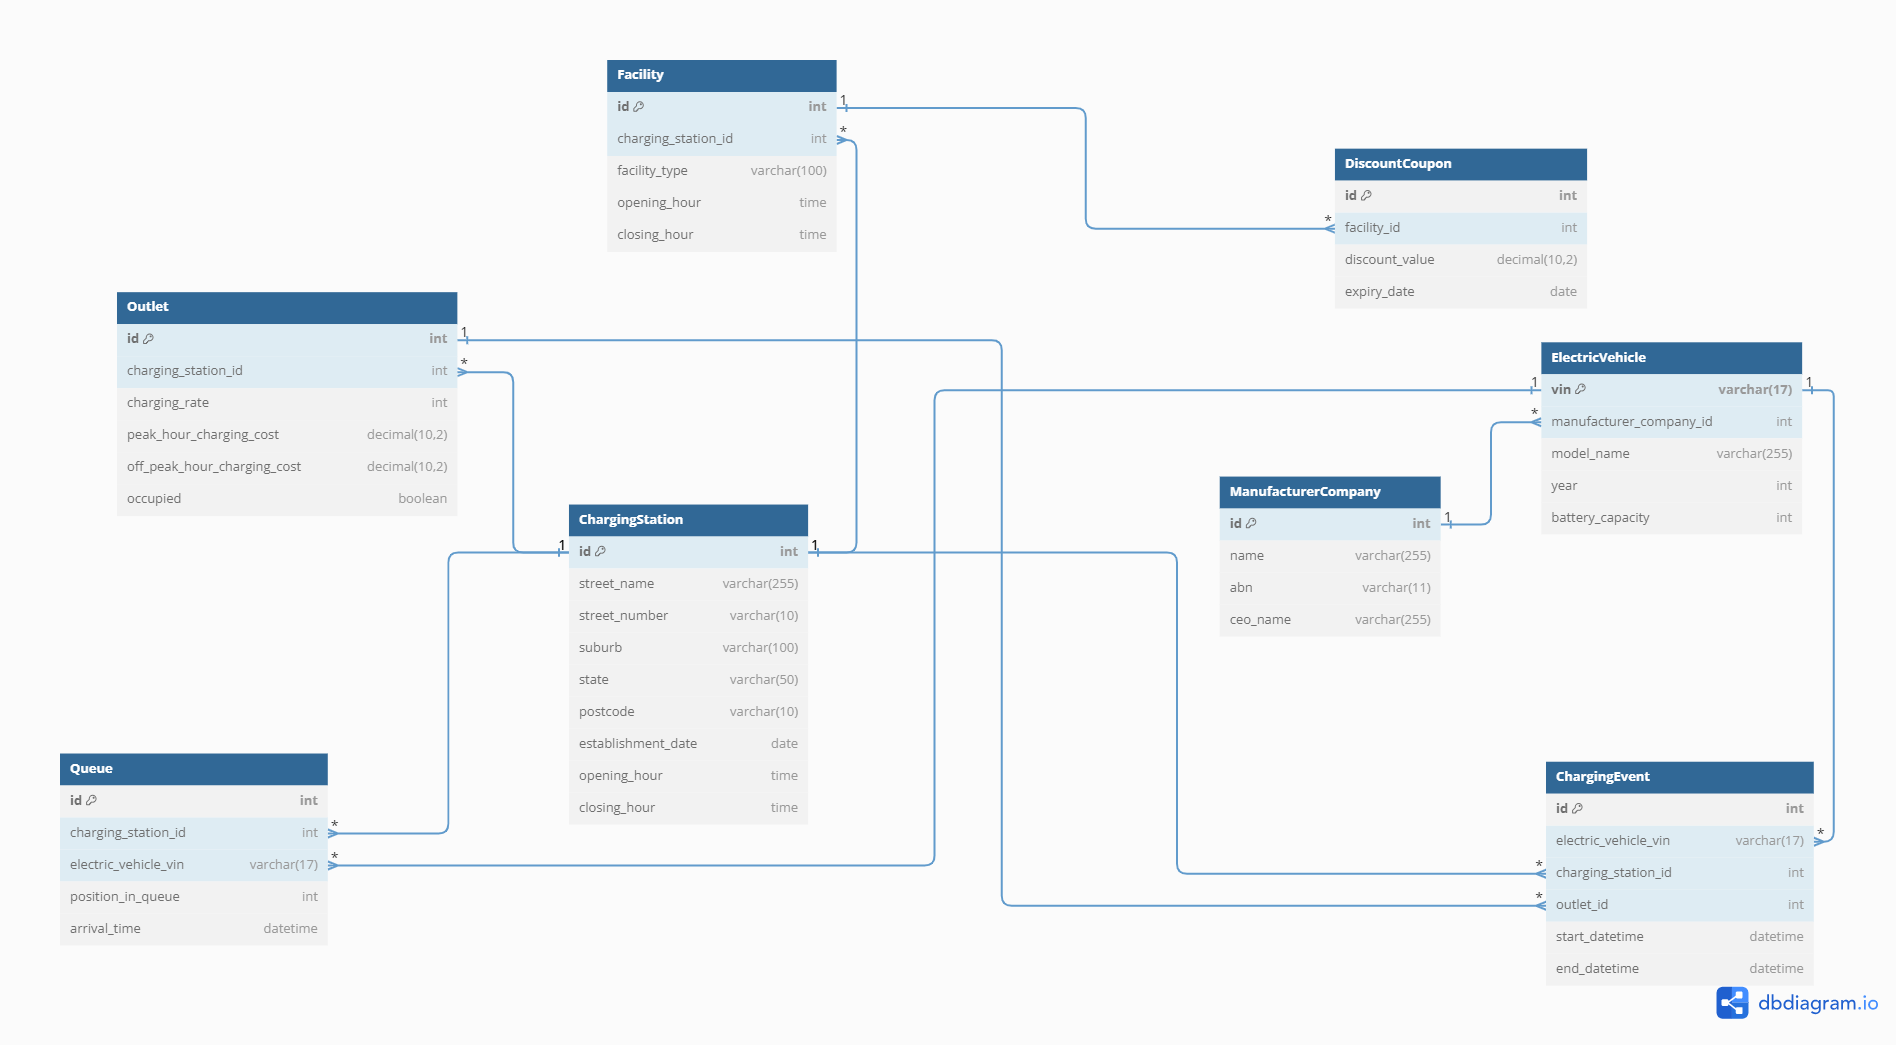 Facility
id int
charging_station_id int
facility_type varchar(100)
opening_hour time
closing_hour time
1
*
DiscountCoupon
id int
facility_id int
discount_value decimal(10,2)
expiry_date date
*
Outlet
id int
charging_station_id int
charging_rate int
peak_hour_charging_cost decimal(10,2)
off_peak_hour_charging_cost decimal(10,2)
occupied boolean
1
*
ElectricVehicle
vin varchar(17)
manufacturer_company_id int
model_name varchar(255)
year int
battery_capacity int
1
1
*
ManufacturerCompany
id int
name varchar(255)
abn varchar(11)
ceo_name varchar(255)
1
ChargingStation
id int
street_name varchar(255)
street_number varchar(10)
suburb varchar(100)
state varchar(50)
postcode varchar(10)
establishment_date date
opening_hour time
closing_hour time
1
1
Queue
id int
charging_station_id int
electric_vehicle_vin varchar(17)
position_in_queue int
arrival_time datetime
*
*
ChargingEvent
id int
electric_vehicle_vin varchar(17)
charging_station_id int
outlet_id int
start_datetime datetime
end_datetime datetime
*
*
*
dbdiagram.io